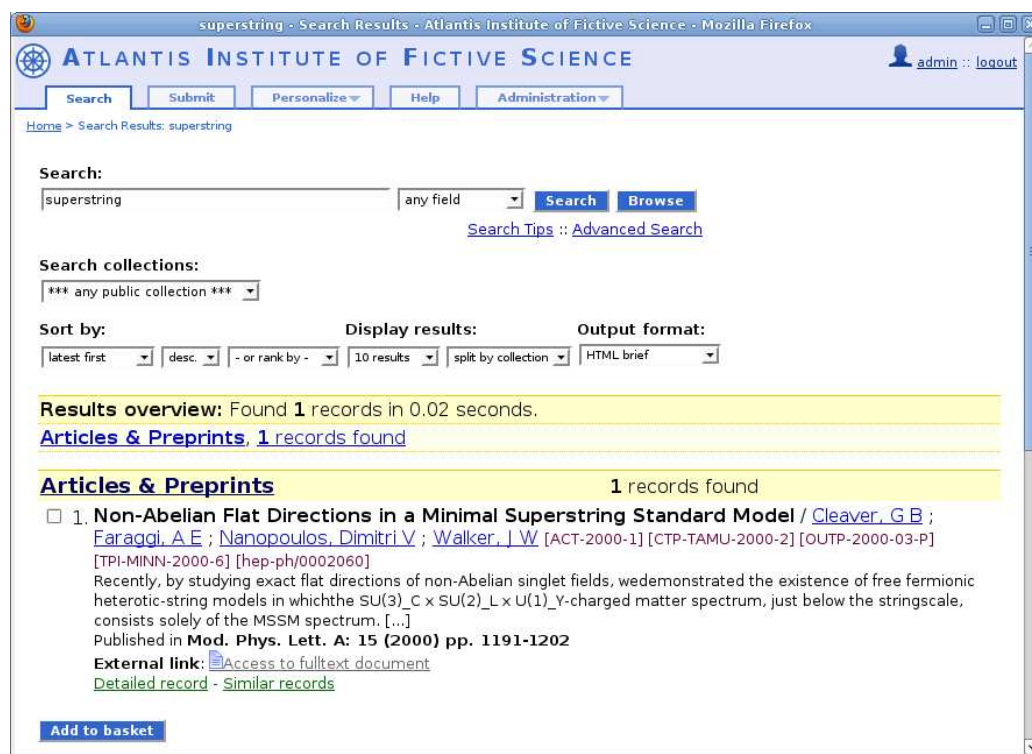 superstring - Search Results - Atlantis Institute of Fictive Science - Mozilla Firefox
ATLANTIS INSTITUTE OF FICTIVE SCIENCE
admin :: logout
Search Submit Personalize Help Administration
Home > Search Results: superstring
Search:
superstring any field Search Browse
Search Tips :: Advanced Search
Search collections:
*** any public collection ***
Sort by: Display results: Output format:
latest first desc. - or rank by - 10 results split by collection HTML brief
Results overview: Found 1 records in 0.02 seconds.
Articles & Preprints, 1 records found
Articles & Preprints 1 records found
1. Non-Abelian Flat Directions in a Minimal Superstring Standard Model / Cleaver, G B ;
Faraggi, A E ; Nanopoulos, Dimitri V ; Walker, J W [ACT-2000-1] [CTP-TAMU-2000-2] [OUTP-2000-03-P]
[TPI-MINN-2000-6] [hep-ph/0002060]
Recently, by studying exact flat directions of non-Abelian singlet fields, wedemonstrated the existence of free fermionic
heterotic-string models in whichthe SU(3)_C x SU(2)_L x U(1)_Y-charged matter spectrum, just below the stringscale,
consists solely of the MSSM spectrum. [...]
Published in Mod. Phys. Lett. A: 15 (2000) pp. 1191-1202
External link: Access to fulltext document
Detailed record - Similar records
Add to basket